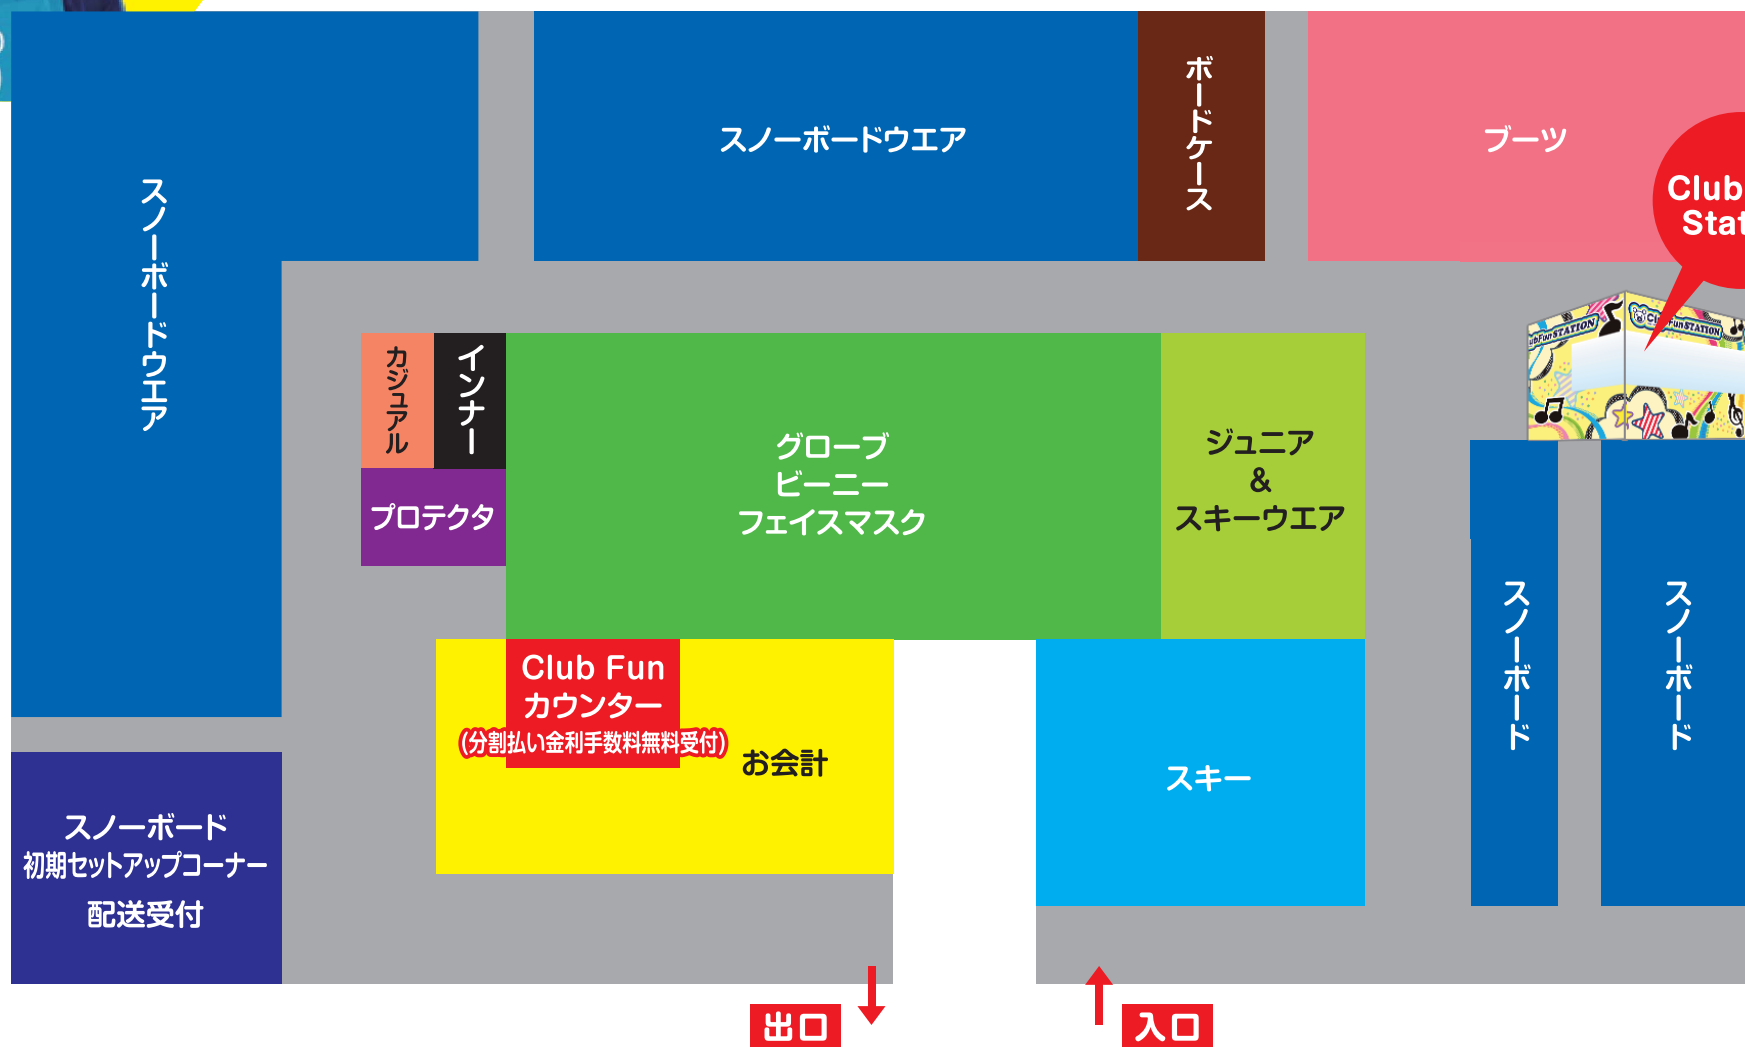 スノーボードウエア
スノーボードウエア
ボードケース
ブーツ
Club
カジュアル
インナー
プロテクタ
グローブ
ビーニー
フェイスマスク
ジュニア
&
スキーウエア
Club Fun STATION
スノーボード
スノーボード
Club Fun
カウンター
(分割払い金利手数料無料受付)
お会計
スキー
スノーボード
初期セットアップコーナー
配送受付
出口
入口